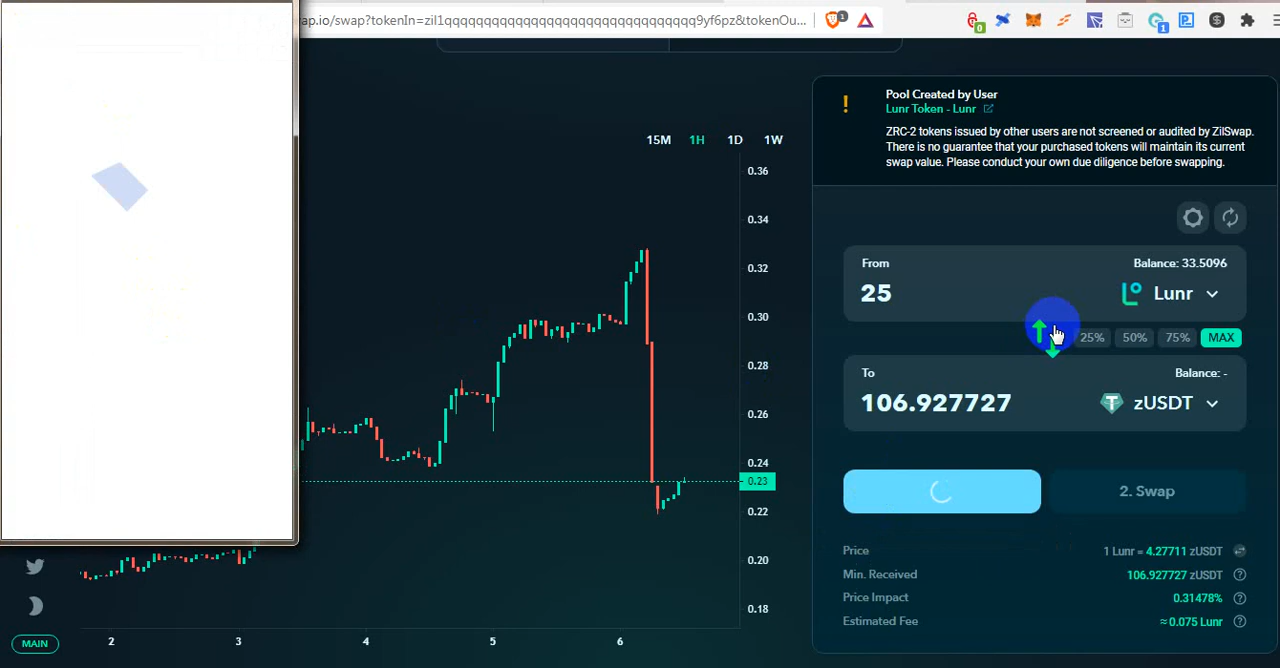 ap.io/swap?tokenIn=zil1qqqqqqqqqqqqqqqqqqqqqqqqqqqqqqq9yf6pz&tokenOu...
1
0
1
15M 1H 1D 1W
0.36
0.34
0.32
0.30
0.28
0.26
0.24
0.23
0.22
0.20
0.18
2 3 4 5 6
MAIN
Pool Created by User
Lunr Token - Lunr
ZRC-2 tokens issued by other users are not screened or audited by ZilSwap.
There is no guarantee that your purchased tokens will maintain its current
swap value. Please conduct your own due diligence before swapping.
From Balance: 33.5096
25 Lunr
25% 50% 75% MAX
To Balance: -
106.927727 zUSDT
2. Swap
Price 1 Lunr = 4.27711 zUSDT
Min. Received 106.927727 zUSDT
Price Impact 0.31478%
Estimated Fee ≈ 0.075 Lunr